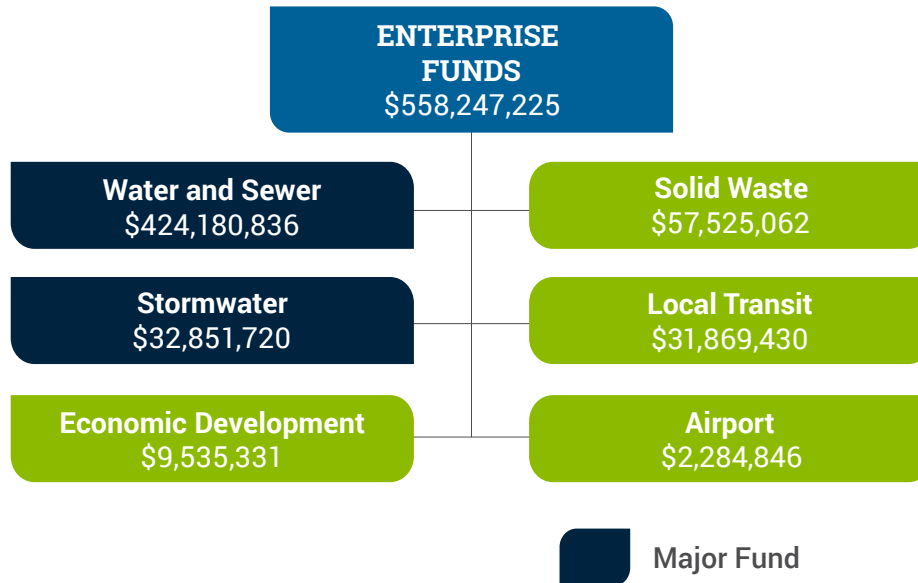 ENTERPRISE
FUNDS
$558,247,225
Water and Sewer
$424,180,836
Solid Waste
$57,525,062
Stormwater
$32,851,720
Local Transit
$31,869,430
Economic Development
$9,535,331
Airport
$2,284,846
Major Fund